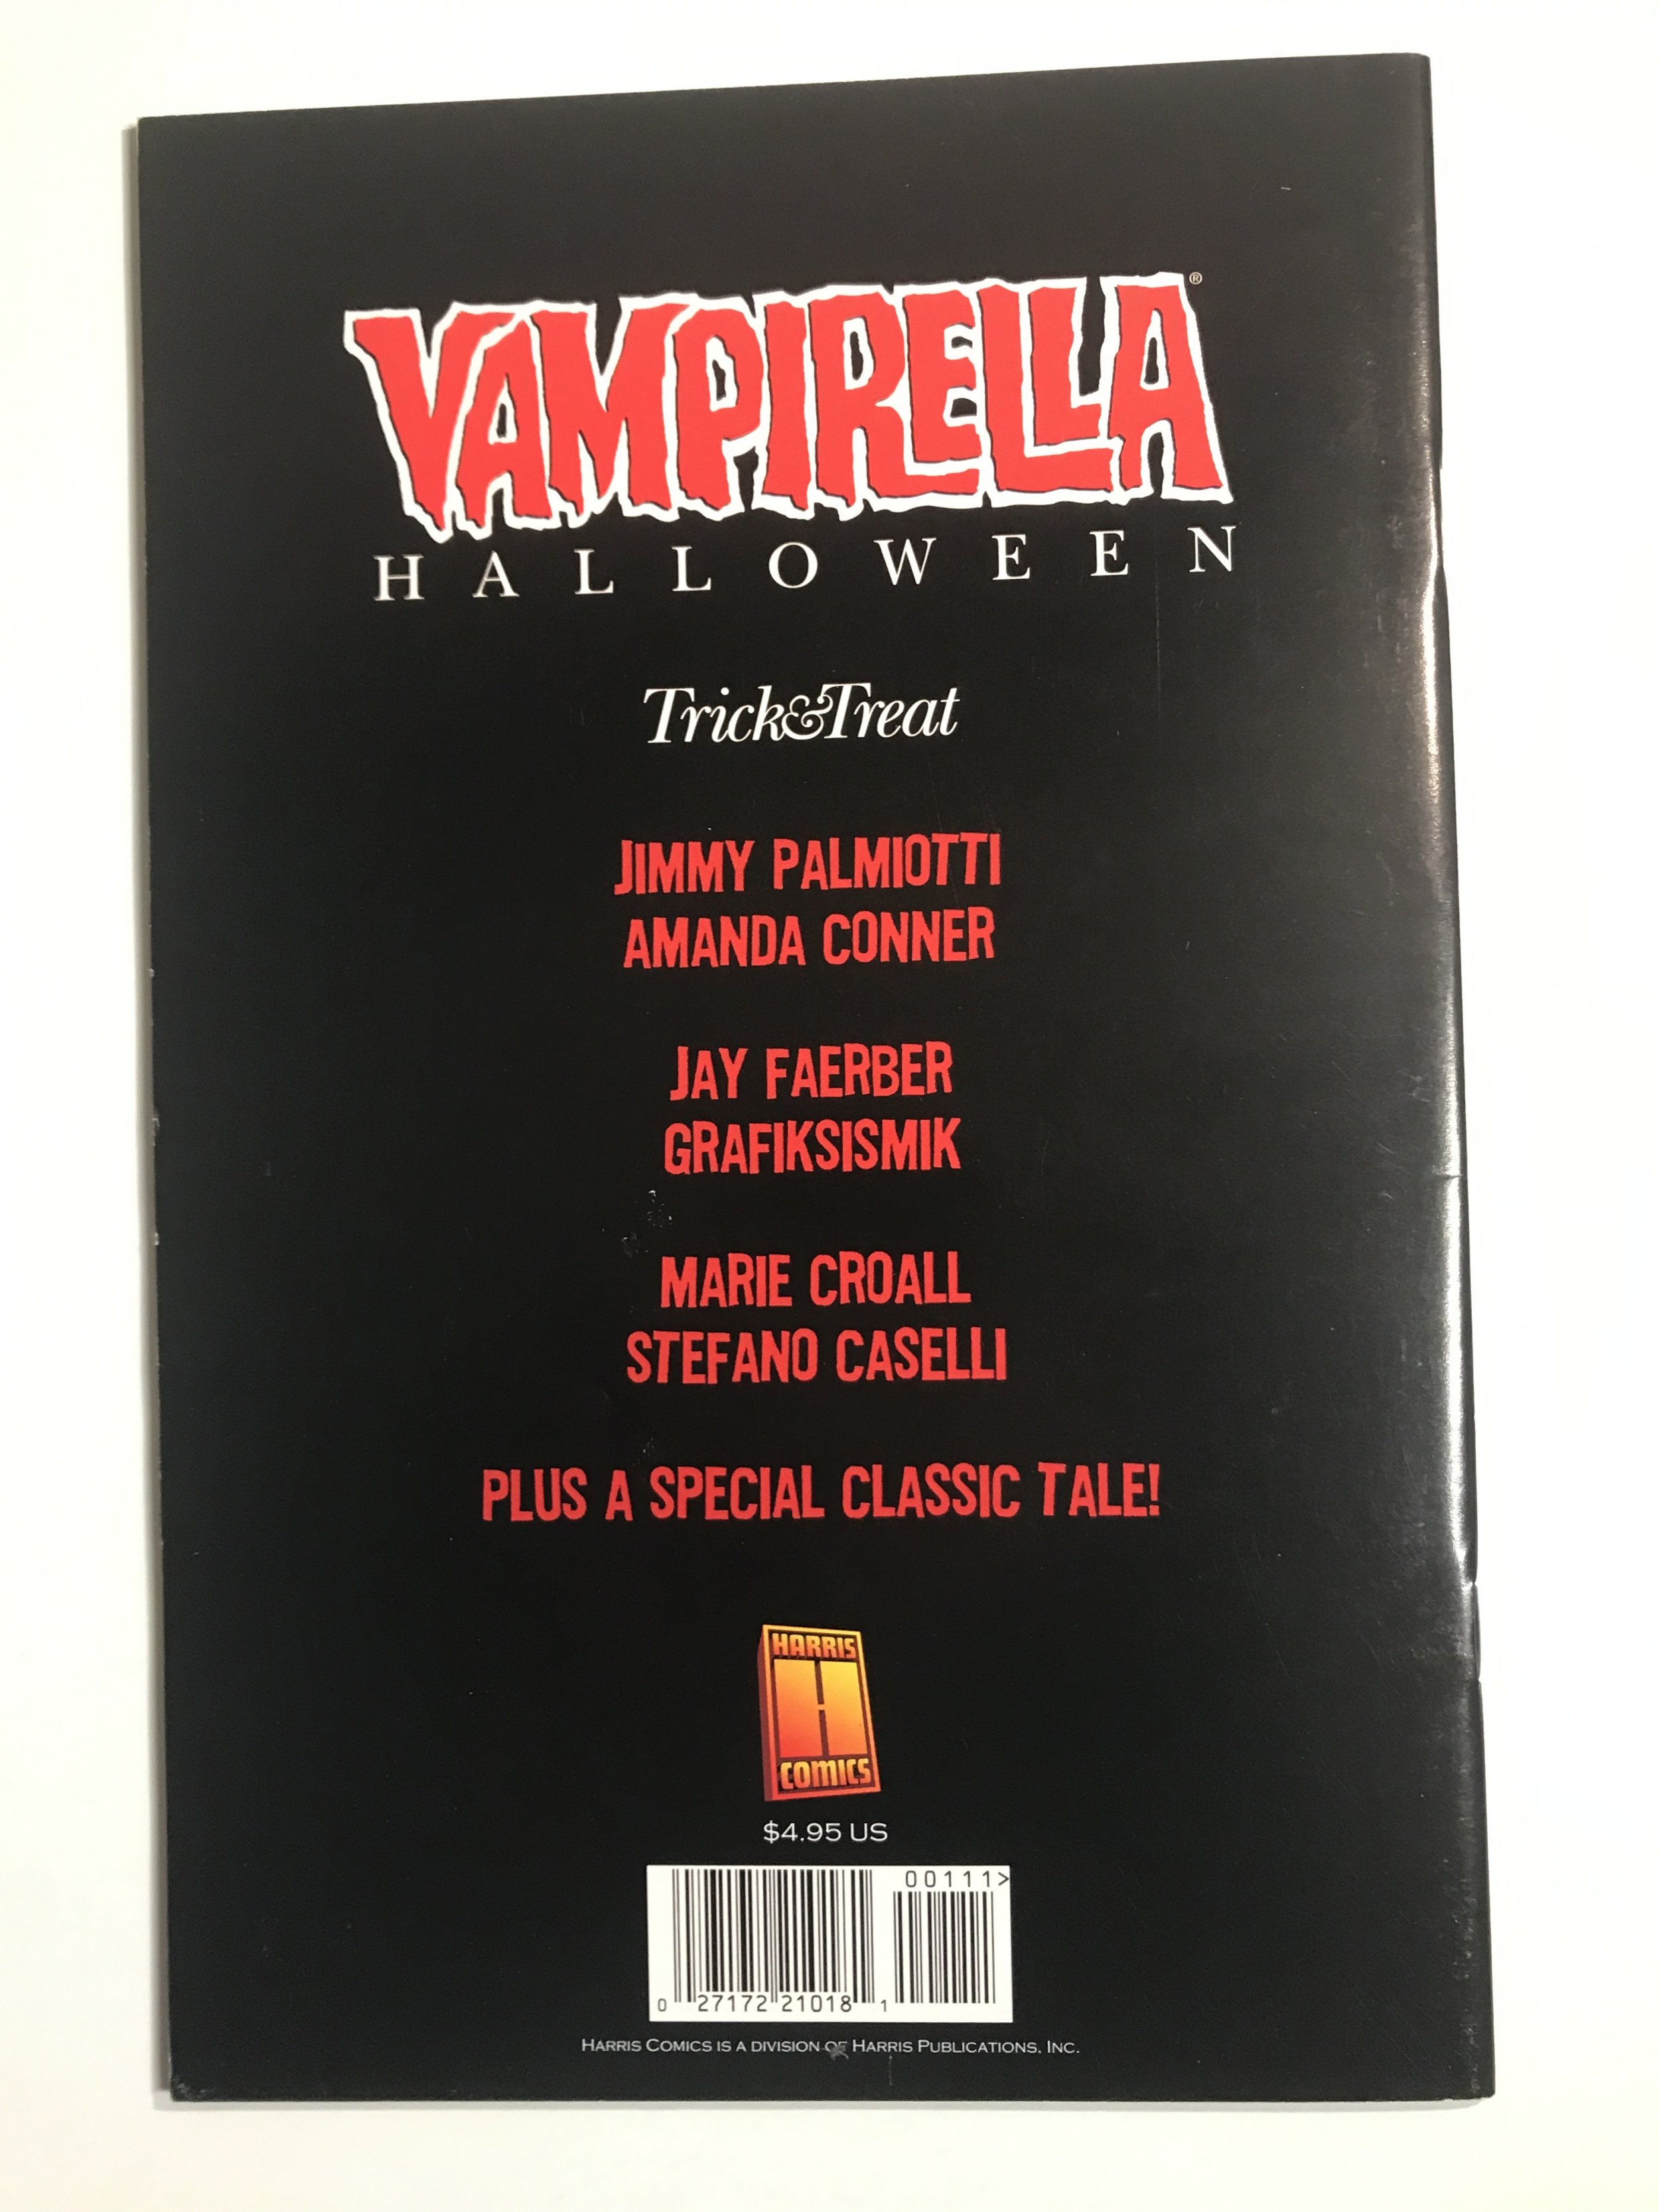 VAMPIRELLA®
HALLOWEEN
Trick&Treat
JIMMY PALMIOTTI
AMANDA CONNER
JAY FAERBER
GRAFIKSISMIK
MARIE CROALL
STEFANO CASELLI
PLUS A SPECIAL CLASSIC TALE!
HARRIS
H
COMICS
$4.95 US
00111>
0 27172 21018 1
HARRIS COMICS IS A DIVISION OF HARRIS PUBLICATIONS, INC.